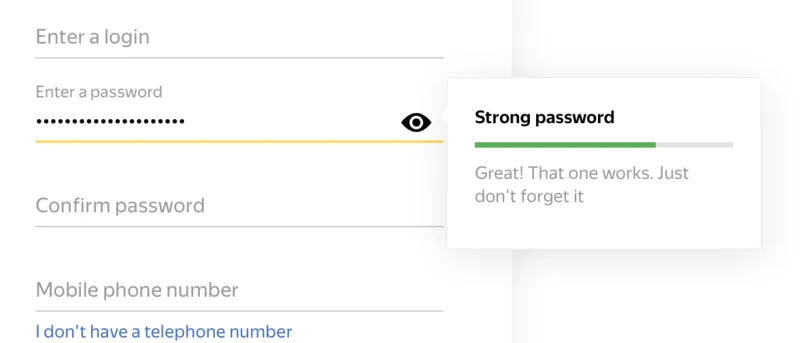 Enter a login
Enter a password
••••••••••••••••••••
Strong password
Great! That one works. Just
don't forget it
Confirm password
Mobile phone number
I don't have a telephone number